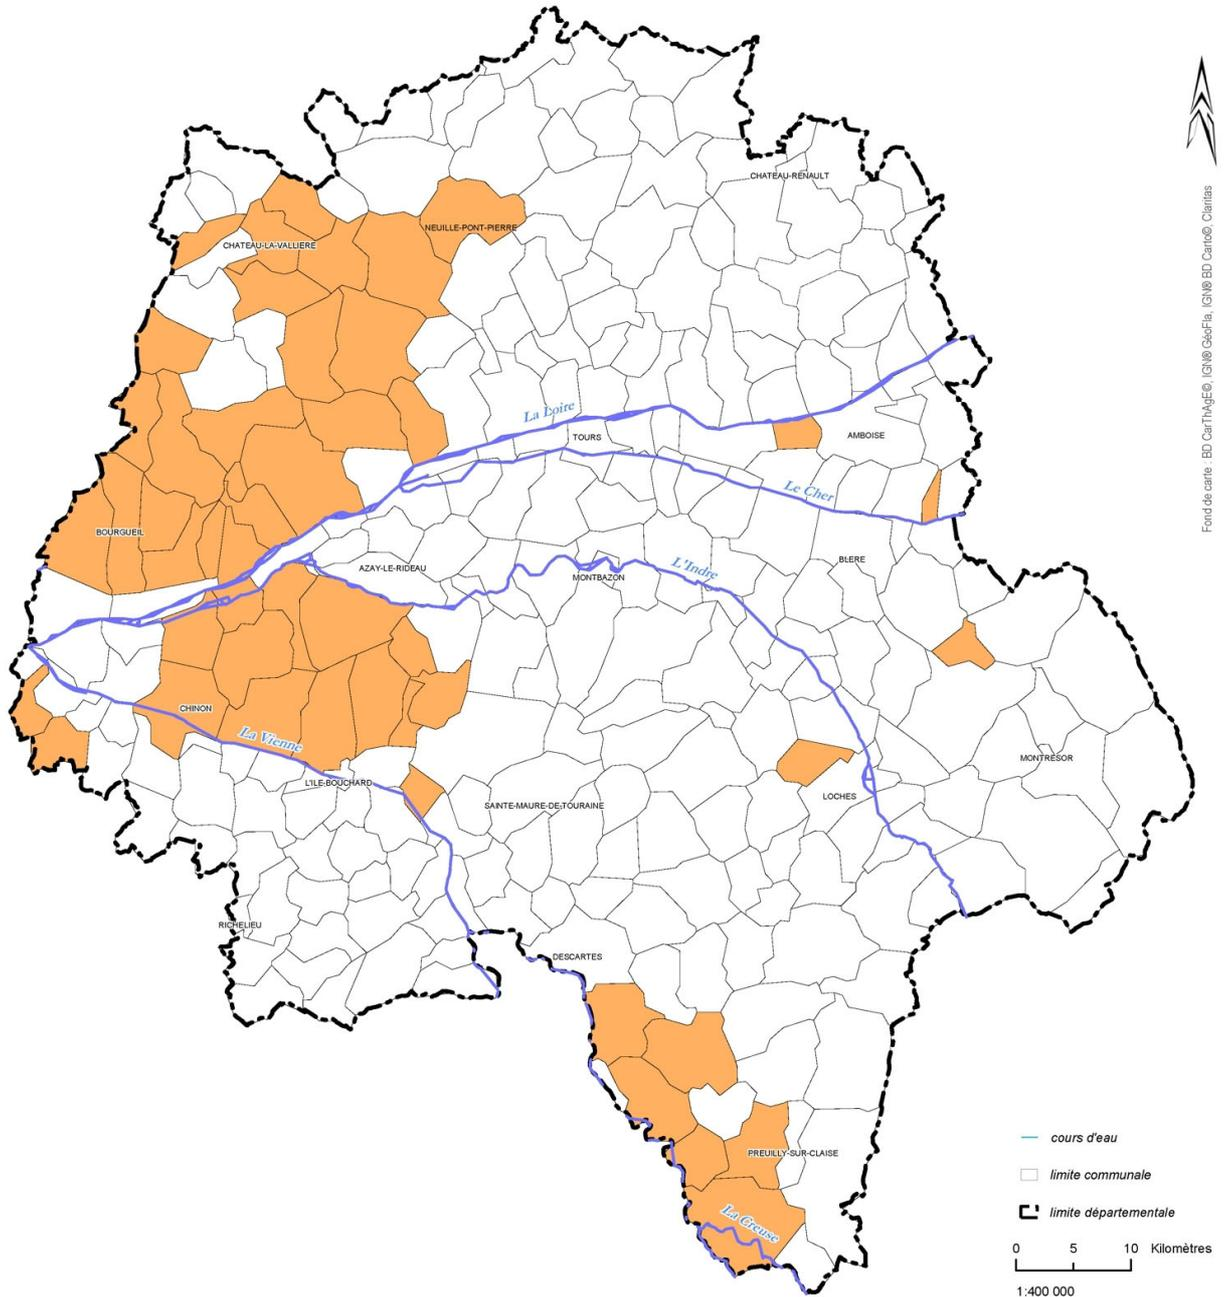 CHATEAU-RENAULT
NEUILLE-PONT-PIERRE
CHATEAU-LA-VALLIERE
La Loire
TOURS
AMBOISE
Le Cher
BOURGUEIL
BLERE
AZAY-LE-RIDEAU
MONTBAZON
L'Indre
CHINON
La Vienne
MONTRESOR
L'ILE-BOUCHARD
LOCHES
SAINTE-MAURE-DE-TOURAINE
RICHELIEU
DESCARTES
PREUILLY-SUR-CLAISE
La Creuse
Fond de carte : BD CarThAgE©, IGN® GéoFla, IGN® BD Carto©, Claritas
cours d'eau
limite communale
limite départementale
0 5 10 Kilomètres
1:400 000